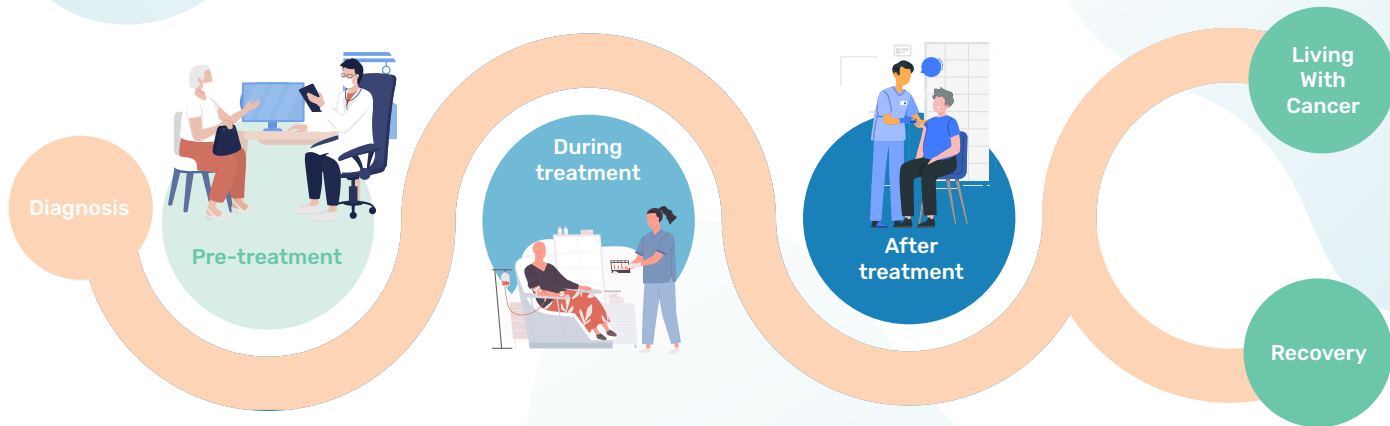 Diagnosis
Pre-treatment
During
treatment
After
treatment
Living
With
Cancer
Recovery